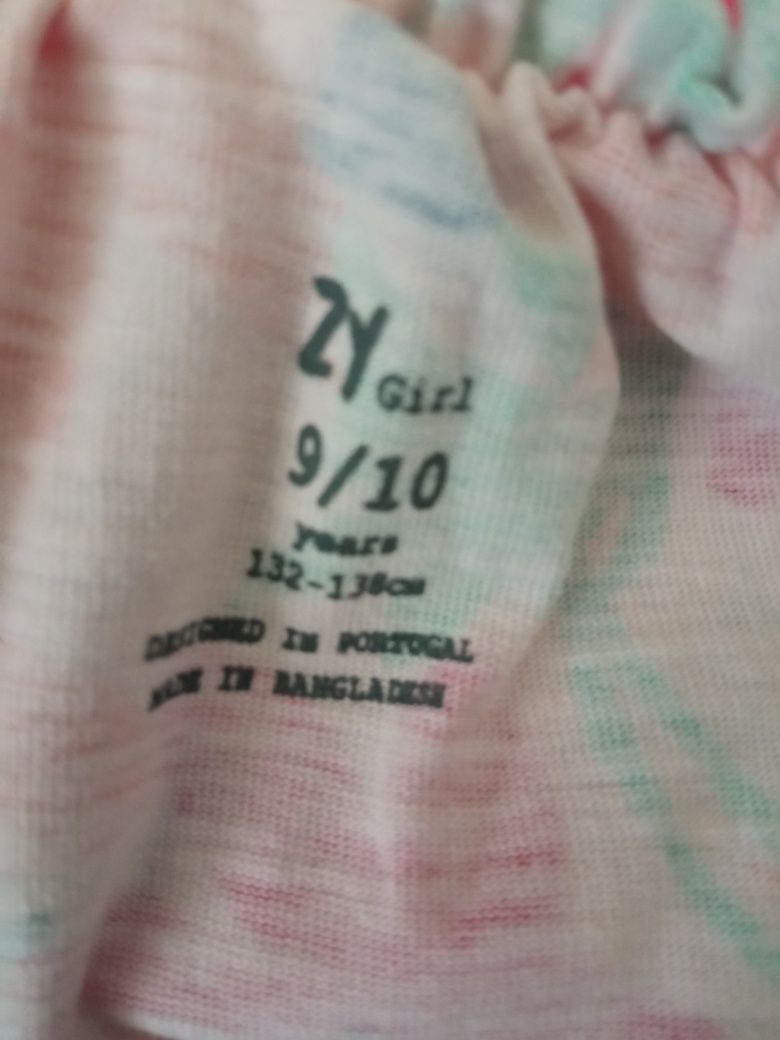 ZY Girl
9/10
years
132-138cm
DESIGNED IN PORTUGAL
MADE IN BANGLADESH